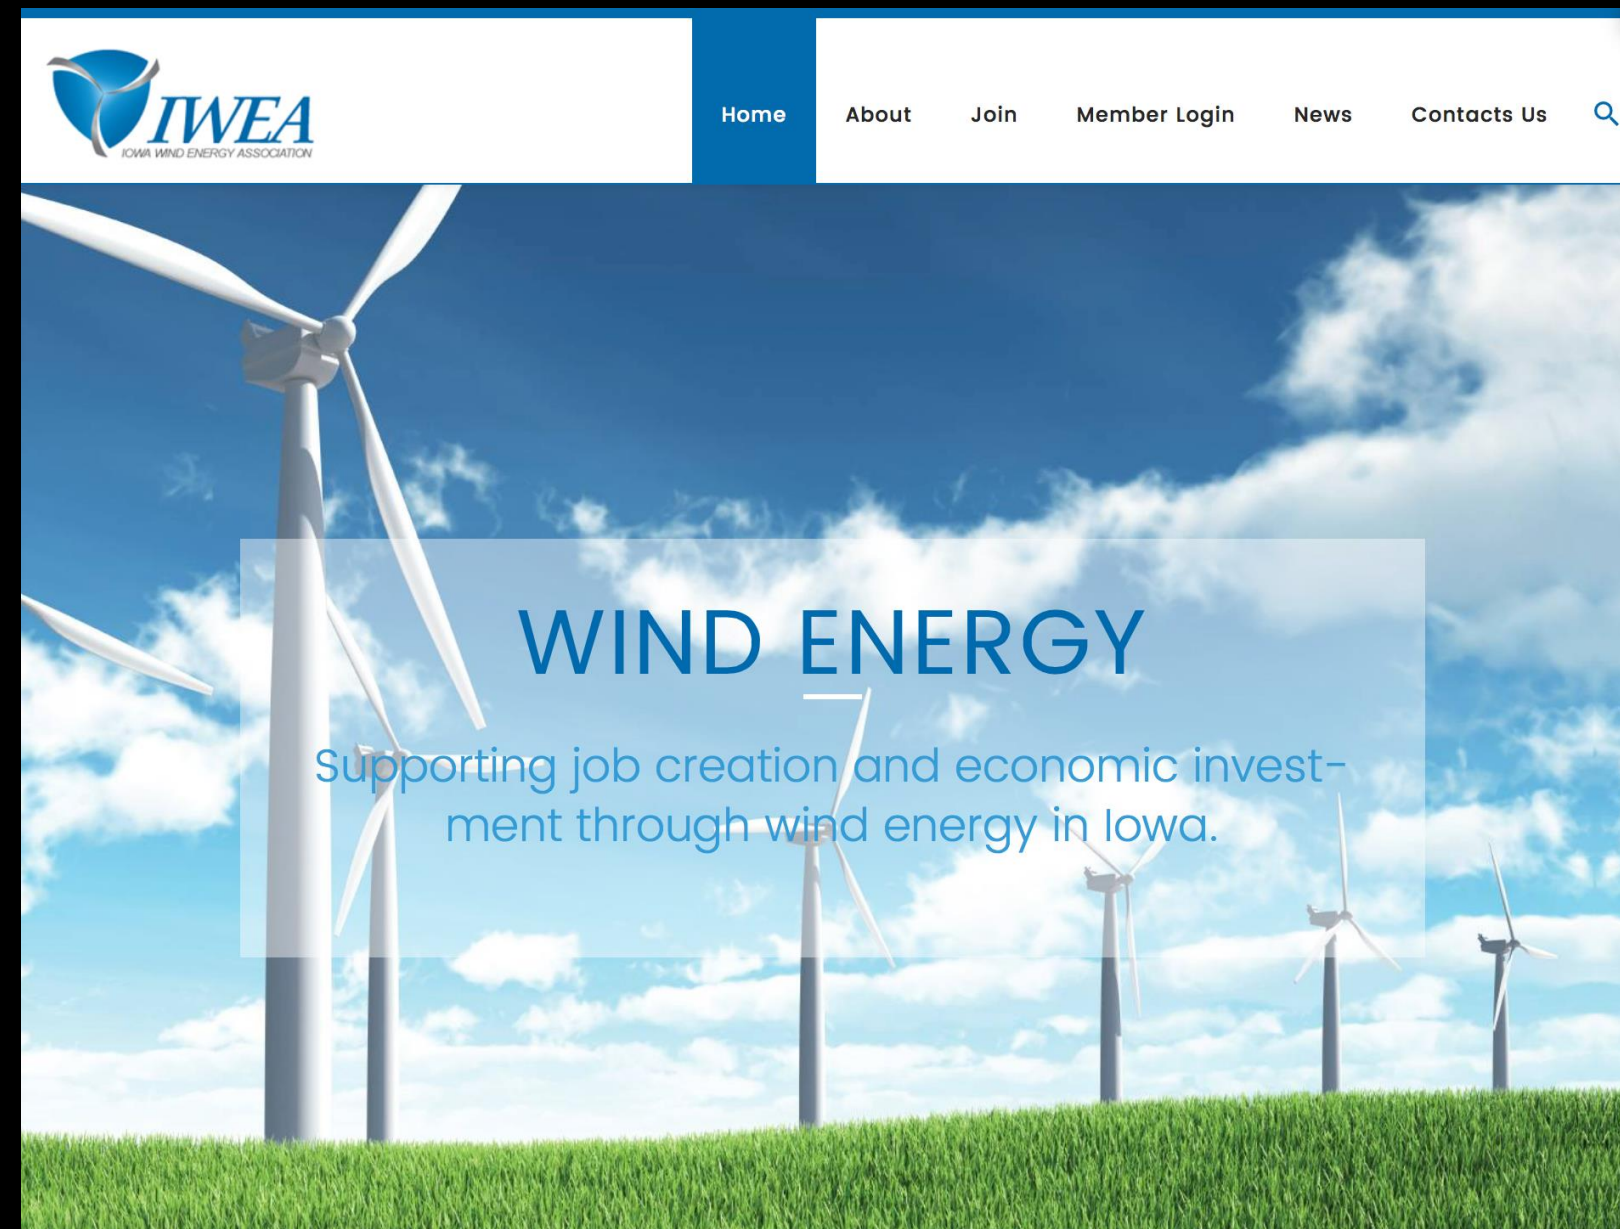 IWEA
IOWA WIND ENERGY ASSOCIATION
Home About Join Member Login News Contacts Us
WIND ENERGY
Supporting job creation and economic invest-
ment through wind energy in Iowa.